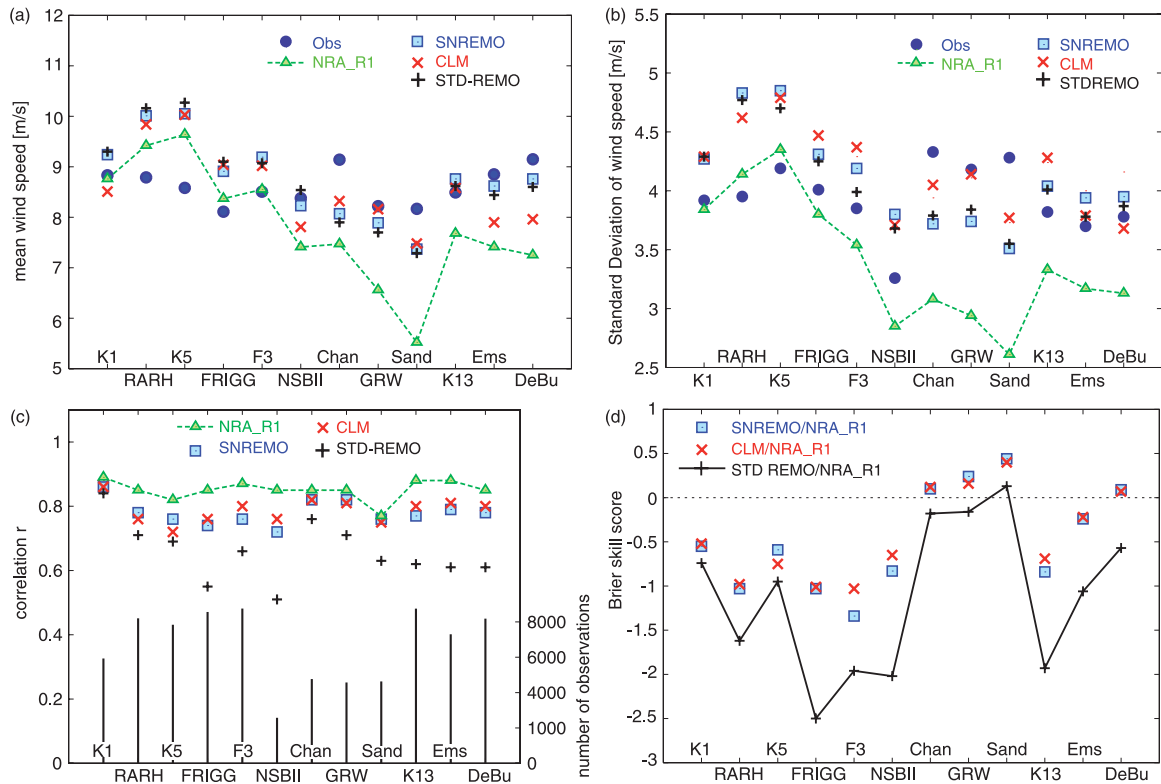 (a)
mean wind speed [m/s]
12
11
10
9
8
7
6
5
Obs
NRA_R1
SNREMO
CLM
STD-REMO
K1 K5 F3 Chan Sand Ems
RARH FRIGG NSBII GRW K13 DeBu
(b)
Standard Deviation of wind speed [m/s]
5.5
5
4.5
4
3.5
3
2.5
Obs
NRA_R1
SNREMO
CLM
STDREMO
RARH FRIGG NSBII GRW K13 DeBu
K1 K5 F3 Chan Sand Ems
(c)
correlation r
1
0.8
0.6
0.4
0.2
0
NRA_R1
SNREMO
CLM
STD-REMO
number of observations
8000
7000
6000
4000
1000
0
K1 K5 F3 Chan Sand Ems
RARH FRIGG NSBII GRW K13 DeBu
(d)
Brier skill score
1
0.5
0
-0.5
-1
-1.5
-2
-2.5
-3
SNREMO/NRA_R1
CLM/NRA_R1
STD REMO/NRA_R1
K1 K5 F3 Chan Sand Ems
RARH FRIGG NSBII GRW K13 DeBu